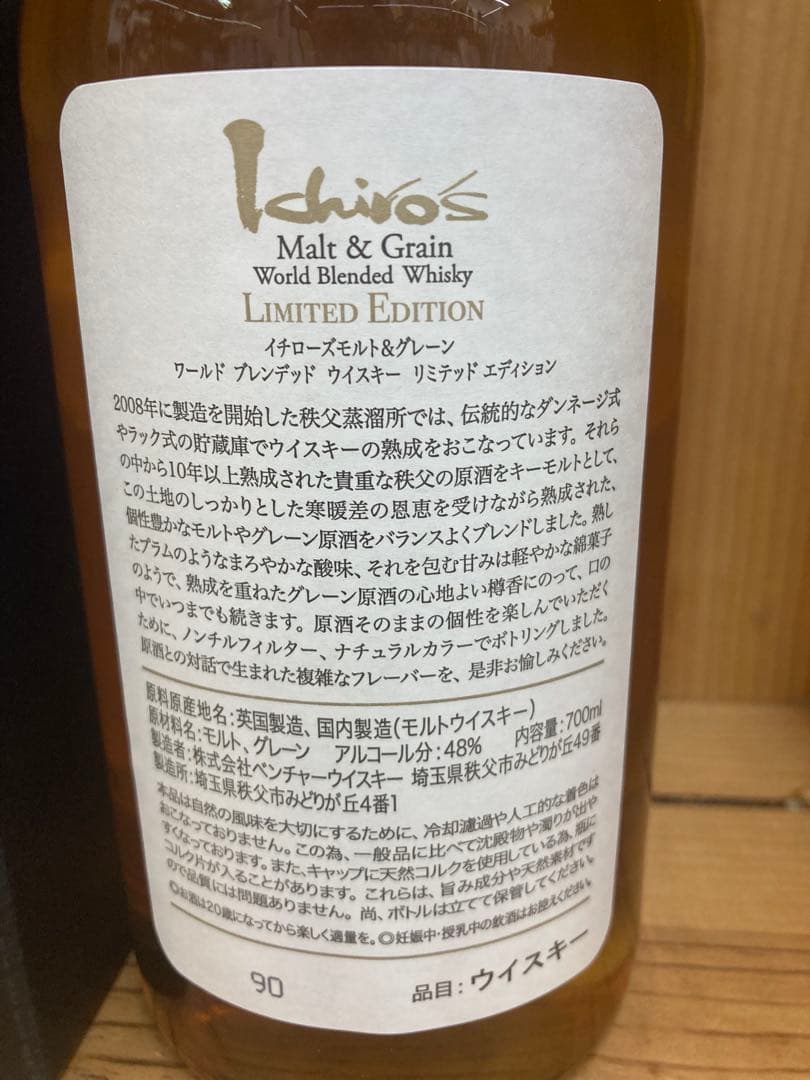 Ichiro's
Malt & Grain
World Blended Whisky
LIMITED EDITION
イチローズモルト&グレーン
ワールド ブレンデッド ウイスキー リミテッド エディション
2008年に製造を開始した秩父蒸溜所では、伝統的なダンネージ式
やラック式の貯蔵庫でウイスキーの熟成をおこなっています。それら
の中から10年以上熟成された貴重な秩父の原酒をキーモルトとして、
この土地のしっかりとした寒暖差の恩恵を受けながら熟成された、
個性豊かなモルトやグレーン原酒をバランスよくブレンドしました。熟し
たプラムのようなまろやかな酸味、それを包む甘みは軽やかな綿菓子
のようで、熟成を重ねたグレーン原酒の心地よい樽香にのって、口の
中でいつまでも続きます。原酒そのままの個性を楽しんでいただく
ために、ノンチルフィルター、ナチュラルカラーでボトリングしました。
原酒との対話で生まれた複雑なフレーバーを、是非お愉しみください。
原料原産地名:英国製造、国内製造(モルトウイスキー)
原材料名:モルト、グレーン アルコール分:48% 内容量:700ml
製造者:株式会社ベンチャーウイスキー 埼玉県秩父市みどりが丘49番
製造所:埼玉県秩父市みどりが丘4番1
本品は自然の風味を大切にするために、冷却濾過や人工的な着色は
おこなっておりません。この為、一般品に比べて沈殿物や濁りが出や
すくなっております。また、キャップに天然コルクを使用している為、瓶に
コルク片が入ることがあります。これらは、旨み成分や天然素材です
ので品質には問題ありません。尚、ボトルは立てて保管してください。
◎お酒は20歳になってから楽しく適量を。◎妊娠中・授乳中の飲酒はお控えください。
90 品目:ウイスキー